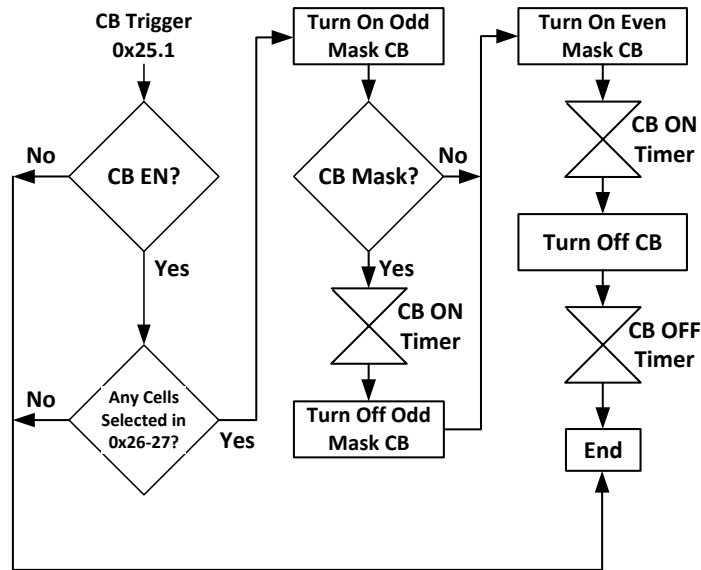 CB Trigger
0x25.1
CB EN?
No
Yes
Any Cells
Selected in
0x26-27?
No
Yes
Turn On Odd
Mask CB
CB Mask?
No
Yes
CB ON
Timer
Turn Off Odd
Mask CB
Turn On Even
Mask CB
CB ON
Timer
Turn Off CB
CB OFF
Timer
End